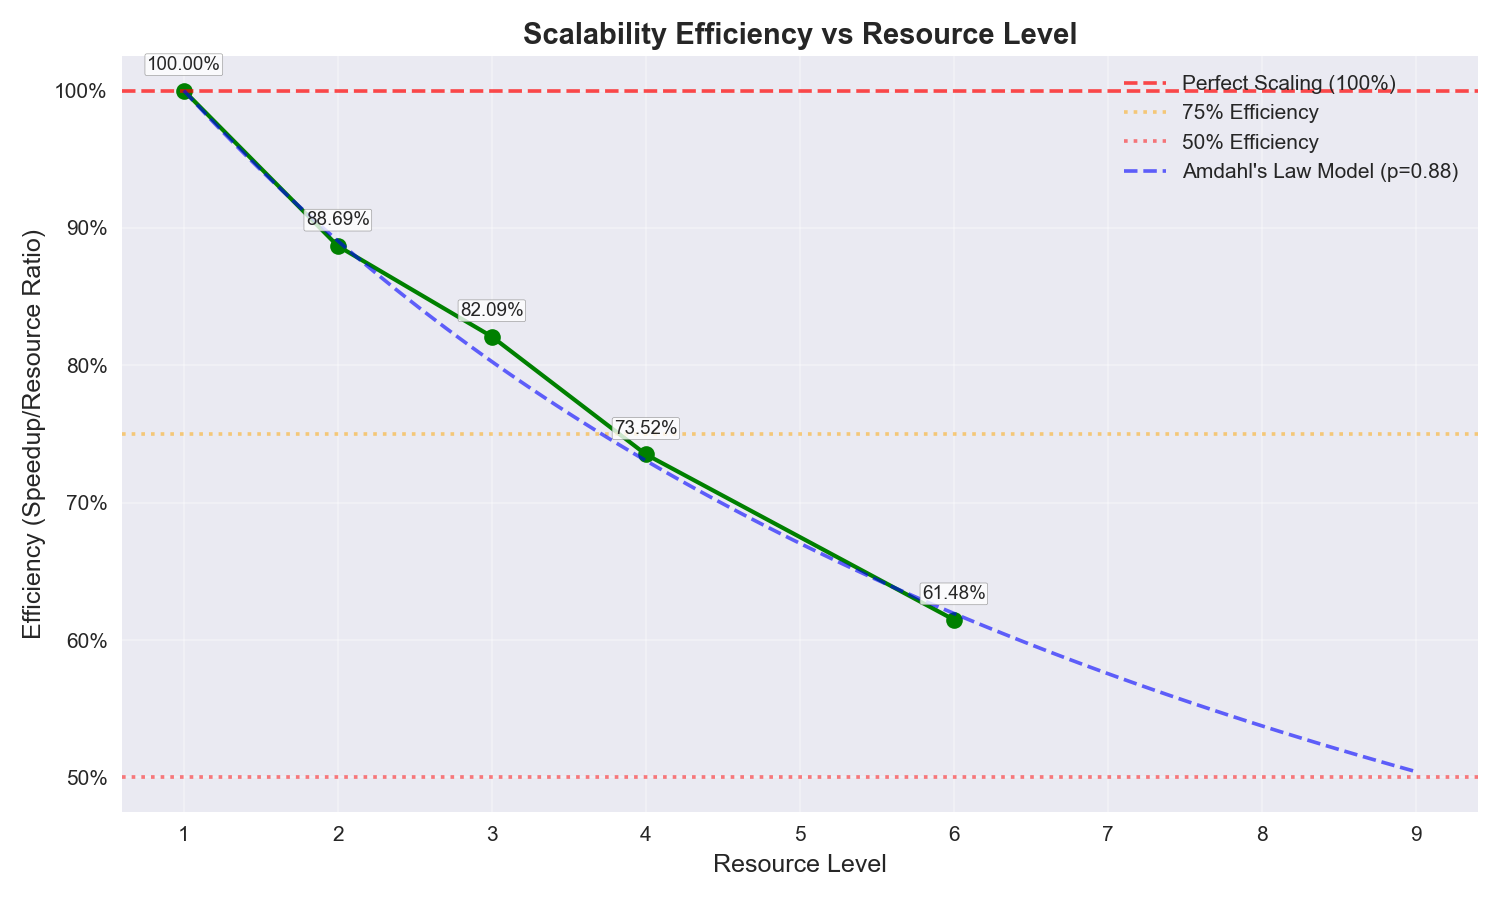 Scalability Efficiency vs Resource Level
100.00%
88.69%
82.09%
73.52%
61.48%
Perfect Scaling (100%)
75% Efficiency
50% Efficiency
Amdahl's Law Model (p=0.88)
Efficiency (Speedup/Resource Ratio)
100%
90%
80%
70%
60%
50%
1 2 3 4 5 6 7 8 9
Resource Level